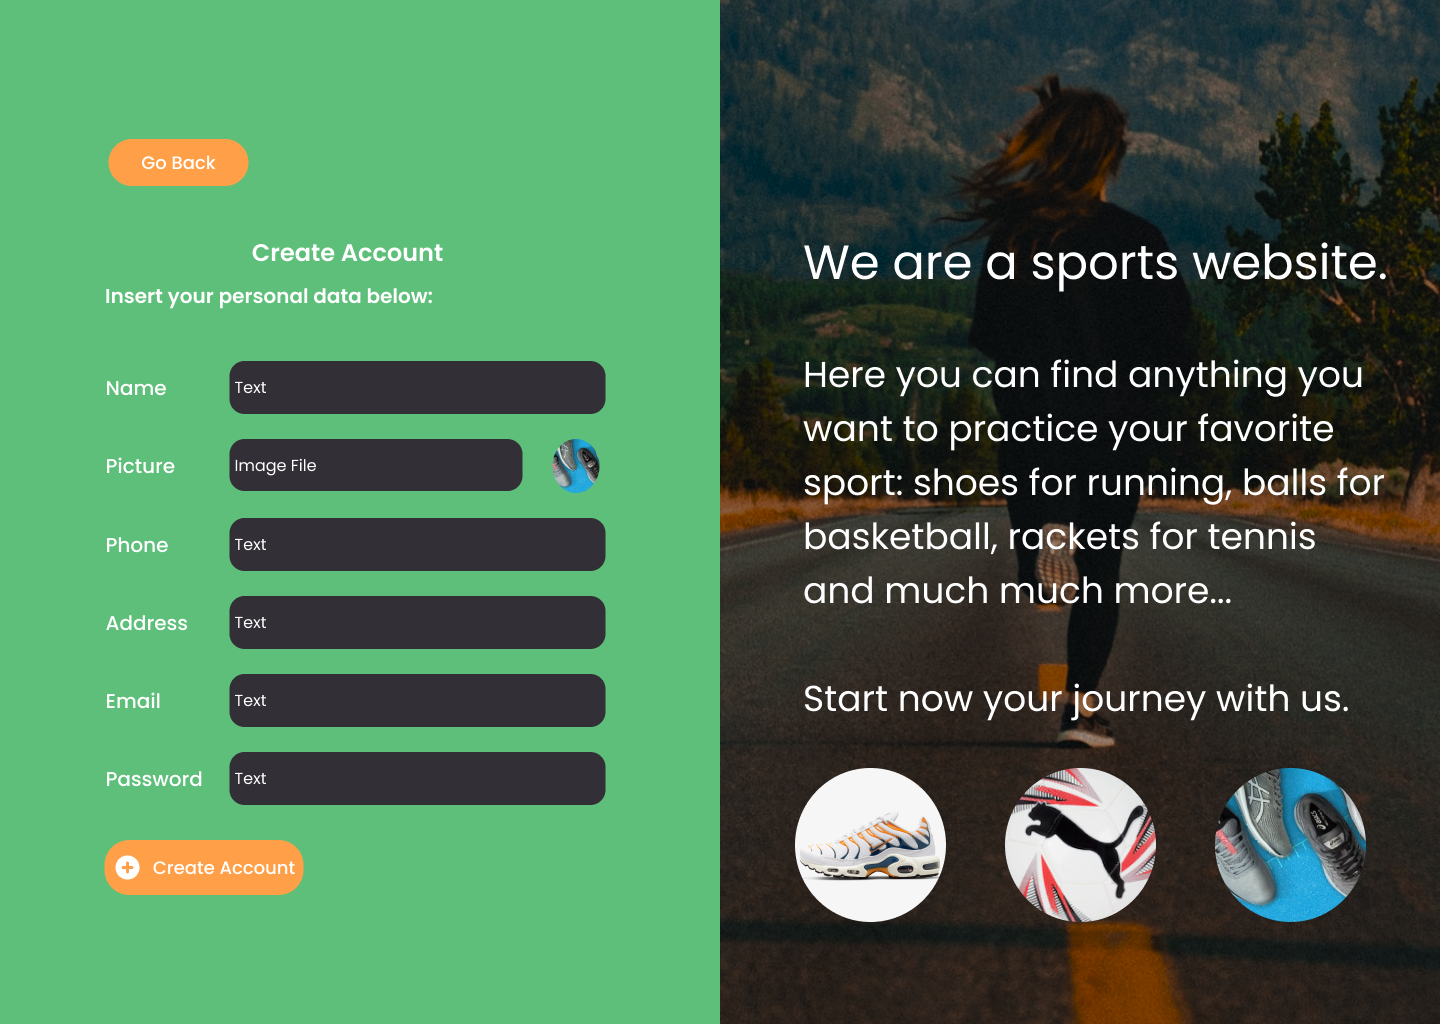 Go Back
Create Account
Insert your personal data below:
Name
Text
Picture
Image File
Phone
Text
Address
Text
Email
Text
Password
Text
Create Account
We are a sports website.
Here you can find anything you
want to practice your favorite
sport: shoes for running, balls for
basketball, rackets for tennis
and much much more...
Start now your journey with us.